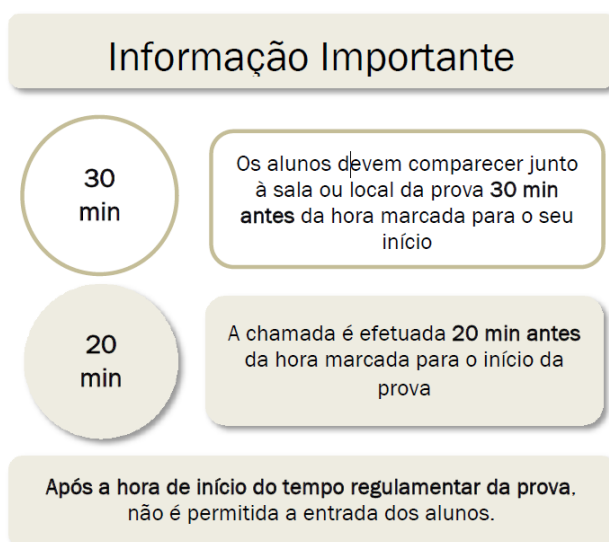 Informação Importante
30
min
Os alunos devem comparecer junto
à sala ou local da prova 30 min
antes da hora marcada para o seu
início
20
min
A chamada é efetuada 20 min antes
da hora marcada para o início da
prova
Após a hora de início do tempo regulamentar da prova,
não é permitida a entrada dos alunos.